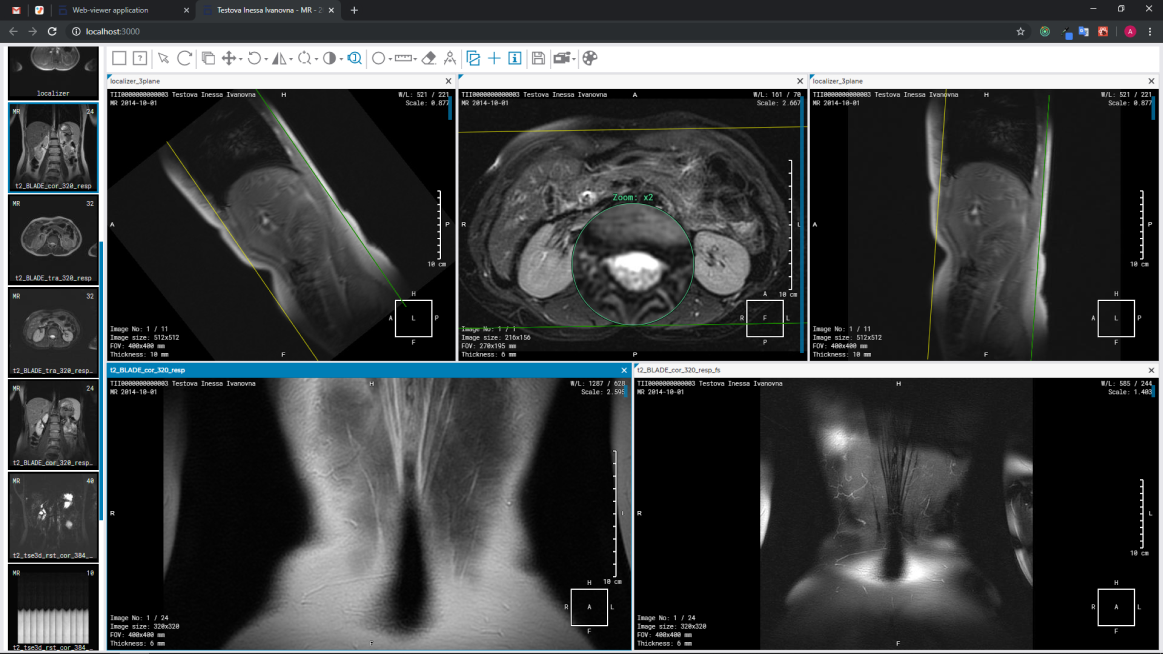 Web-viewer application
Testova Inessa Ivanovna - MR - 2
localhost:3000
A
localizer
MR 24
t2_BLADE_cor_320_resp
MR 32
t2_BLADE_tra_320_resp
MR 32
t2_BLADE_tra_320_resp...
MR 24
t2_BLADE_cor_320_resp...
MR 40
t2_tse3d_rst_cor_384_...
MR 10
t2_tse3d_rst_cor_384_...
localizer_3plane
TII0000000000003 Testova Inessa Ivanovna
MR 2014-10-01
H
W/L: 521 / 221
Scale: 0.877
A
P
10 cm
H
A L P
F
Image No: 1 / 11
Image size: 512x512
FOV: 400x400 mm
Thickness: 10 mm
F
TII0000000000003 Testova Inessa Ivanovna
MR 2014-10-01
A
W/L: 161 / 70
Scale: 2.667
Zoom: x2
R
L
10 cm
A
R F L
P
Image No: 1 / 1
Image size: 216x156
FOV: 270x195 mm
Thickness: 6 mm
P
localizer_3plane
TII0000000000003 Testova Inessa Ivanovna
MR 2014-10-01
H
W/L: 521 / 221
Scale: 0.877
A
P
10 cm
H
A L P
F
Image No: 1 / 11
Image size: 512x512
FOV: 400x400 mm
Thickness: 10 mm
F
t2_BLADE_cor_320_resp
TII0000000000003 Testova Inessa Ivanovna
MR 2014-10-01
H
W/L: 1287 / 628
Scale: 2.595
R
10 cm
H
R A L
F
Image No: 1 / 24
Image size: 320x320
FOV: 400x400 mm
Thickness: 6 mm
F
t2_BLADE_cor_320_resp_fs
TII0000000000003 Testova Inessa Ivanovna
MR 2014-10-01
H
W/L: 585 / 244
Scale: 1.403
R
L
10 cm
H
R A L
F
Image No: 1 / 24
Image size: 320x320
FOV: 400x400 mm
Thickness: 6 mm
F